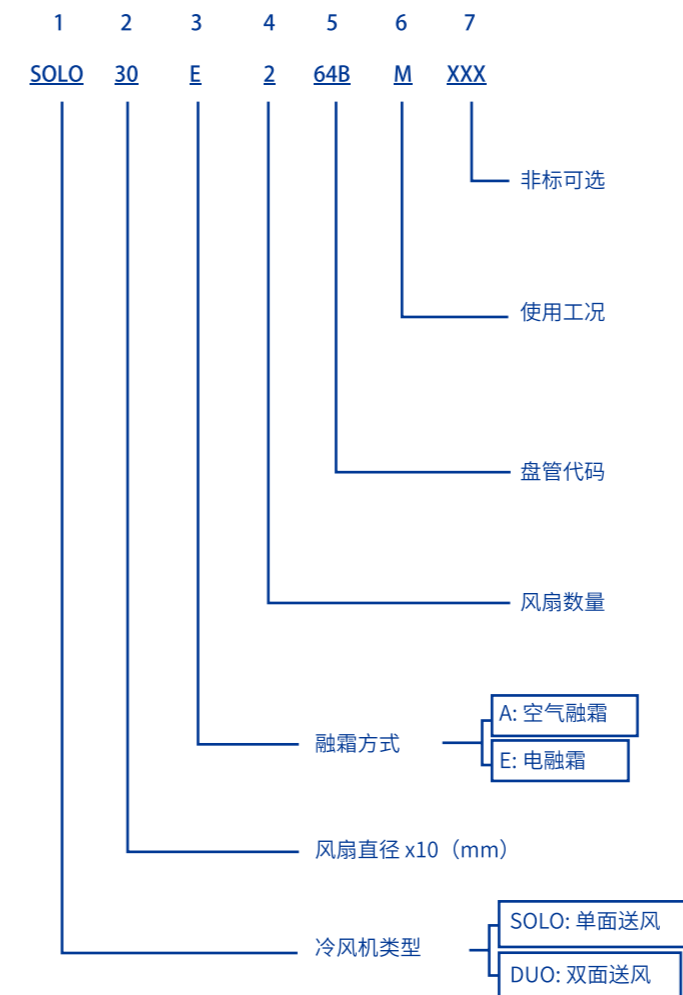 1 2 3 4 5 6 7
SOLO 30 E 2 64B M XXX
非标可选
使用工况
盘管代码
风扇数量
A: 空气融霜
融霜方式
E: 电融霜
风扇直径 x10（mm）
SOLO: 单面送风
冷风机类型
DUO: 双面送风